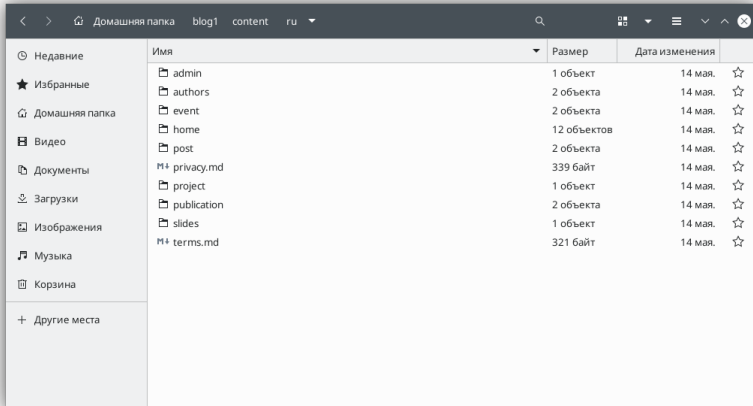 Домашняя папка blog1 content ru
Недавние
Избранные
Домашняя папка
Видео
Документы
Загрузки
Изображения
Музыка
Корзина
+ Другие места
Имя Размер Дата изменения
admin 1 объект 14 мая.
authors 2 объекта 14 мая.
event 2 объекта 14 мая.
home 12 объектов 14 мая.
post 2 объекта 14 мая.
M↓ privacy.md 339 байт 14 мая.
project 1 объект 14 мая.
publication 2 объекта 14 мая.
slides 1 объект 14 мая.
M↓ terms.md 321 байт 14 мая.